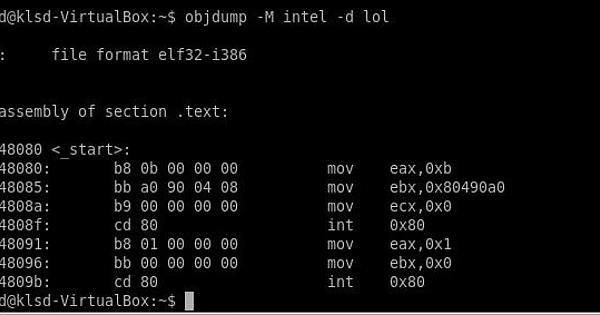 d@klsd-VirtualBox:~$ objdump -M intel -d lol
:     file format elf32-i386
assembly of section .text:
48080 <_start>:
48080:       b8 0b 00 00 00          mov    eax,0xb
48085:       bb a0 90 04 08          mov    ebx,0x80490a0
4808a:       b9 00 00 00 00          mov    ecx,0x0
4808f:       cd 80                   int    0x80
48091:       b8 01 00 00 00          mov    eax,0x1
48096:       bb 00 00 00 00          mov    ebx,0x0
4809b:       cd 80                   int    0x80
d@klsd-VirtualBox:~$